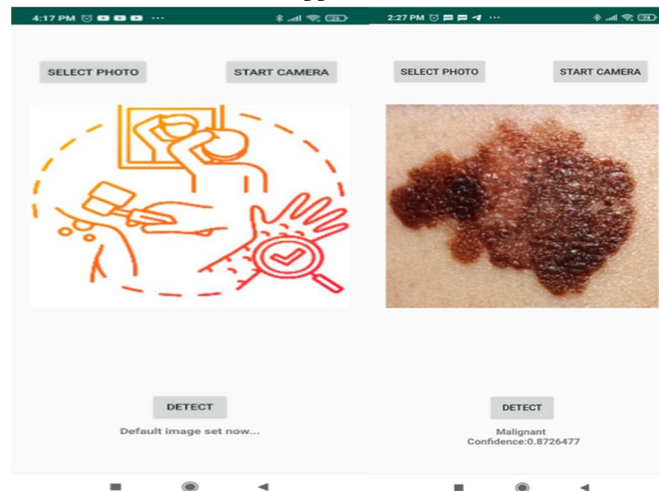 4:17 PM
SELECT PHOTO
START CAMERA
DETECT
Default image set now...
2:27 PM
SELECT PHOTO
START CAMERA
DETECT
Malignant
Confidence:0.8726477